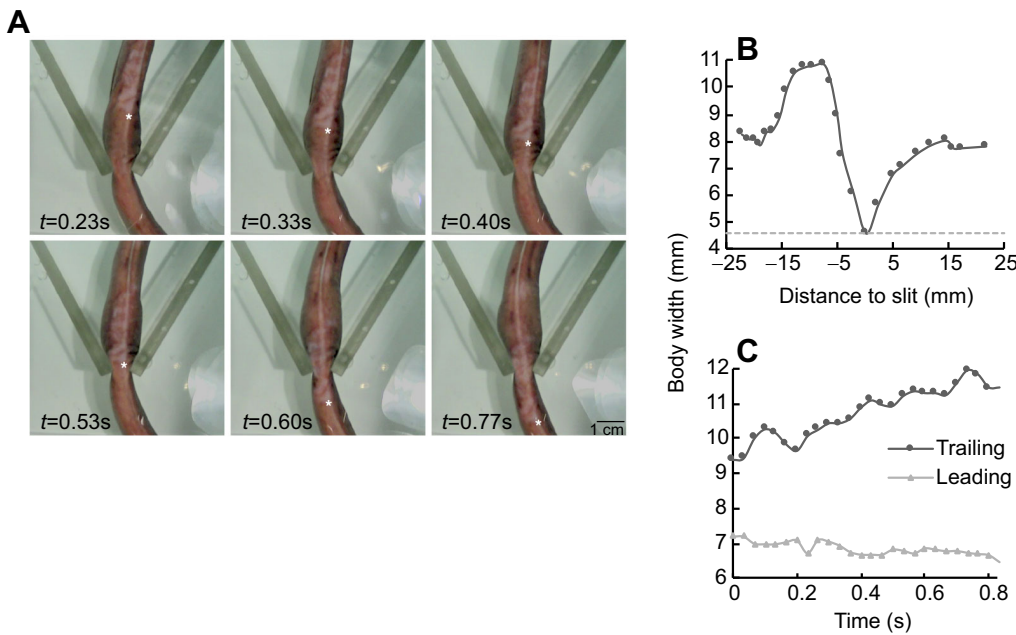 A
t=0.23s
t=0.33s
t=0.40s
t=0.53s
t=0.60s
t=0.77s
1 cm
B
11
10
9
8
7
6
5
4
–25
–15
–5
5
15
25
Distance to slit (mm)
Body width (mm)
C
12
11
10
9
8
7
6
Trailing
Leading
0
0.2
0.4
0.6
0.8
Time (s)